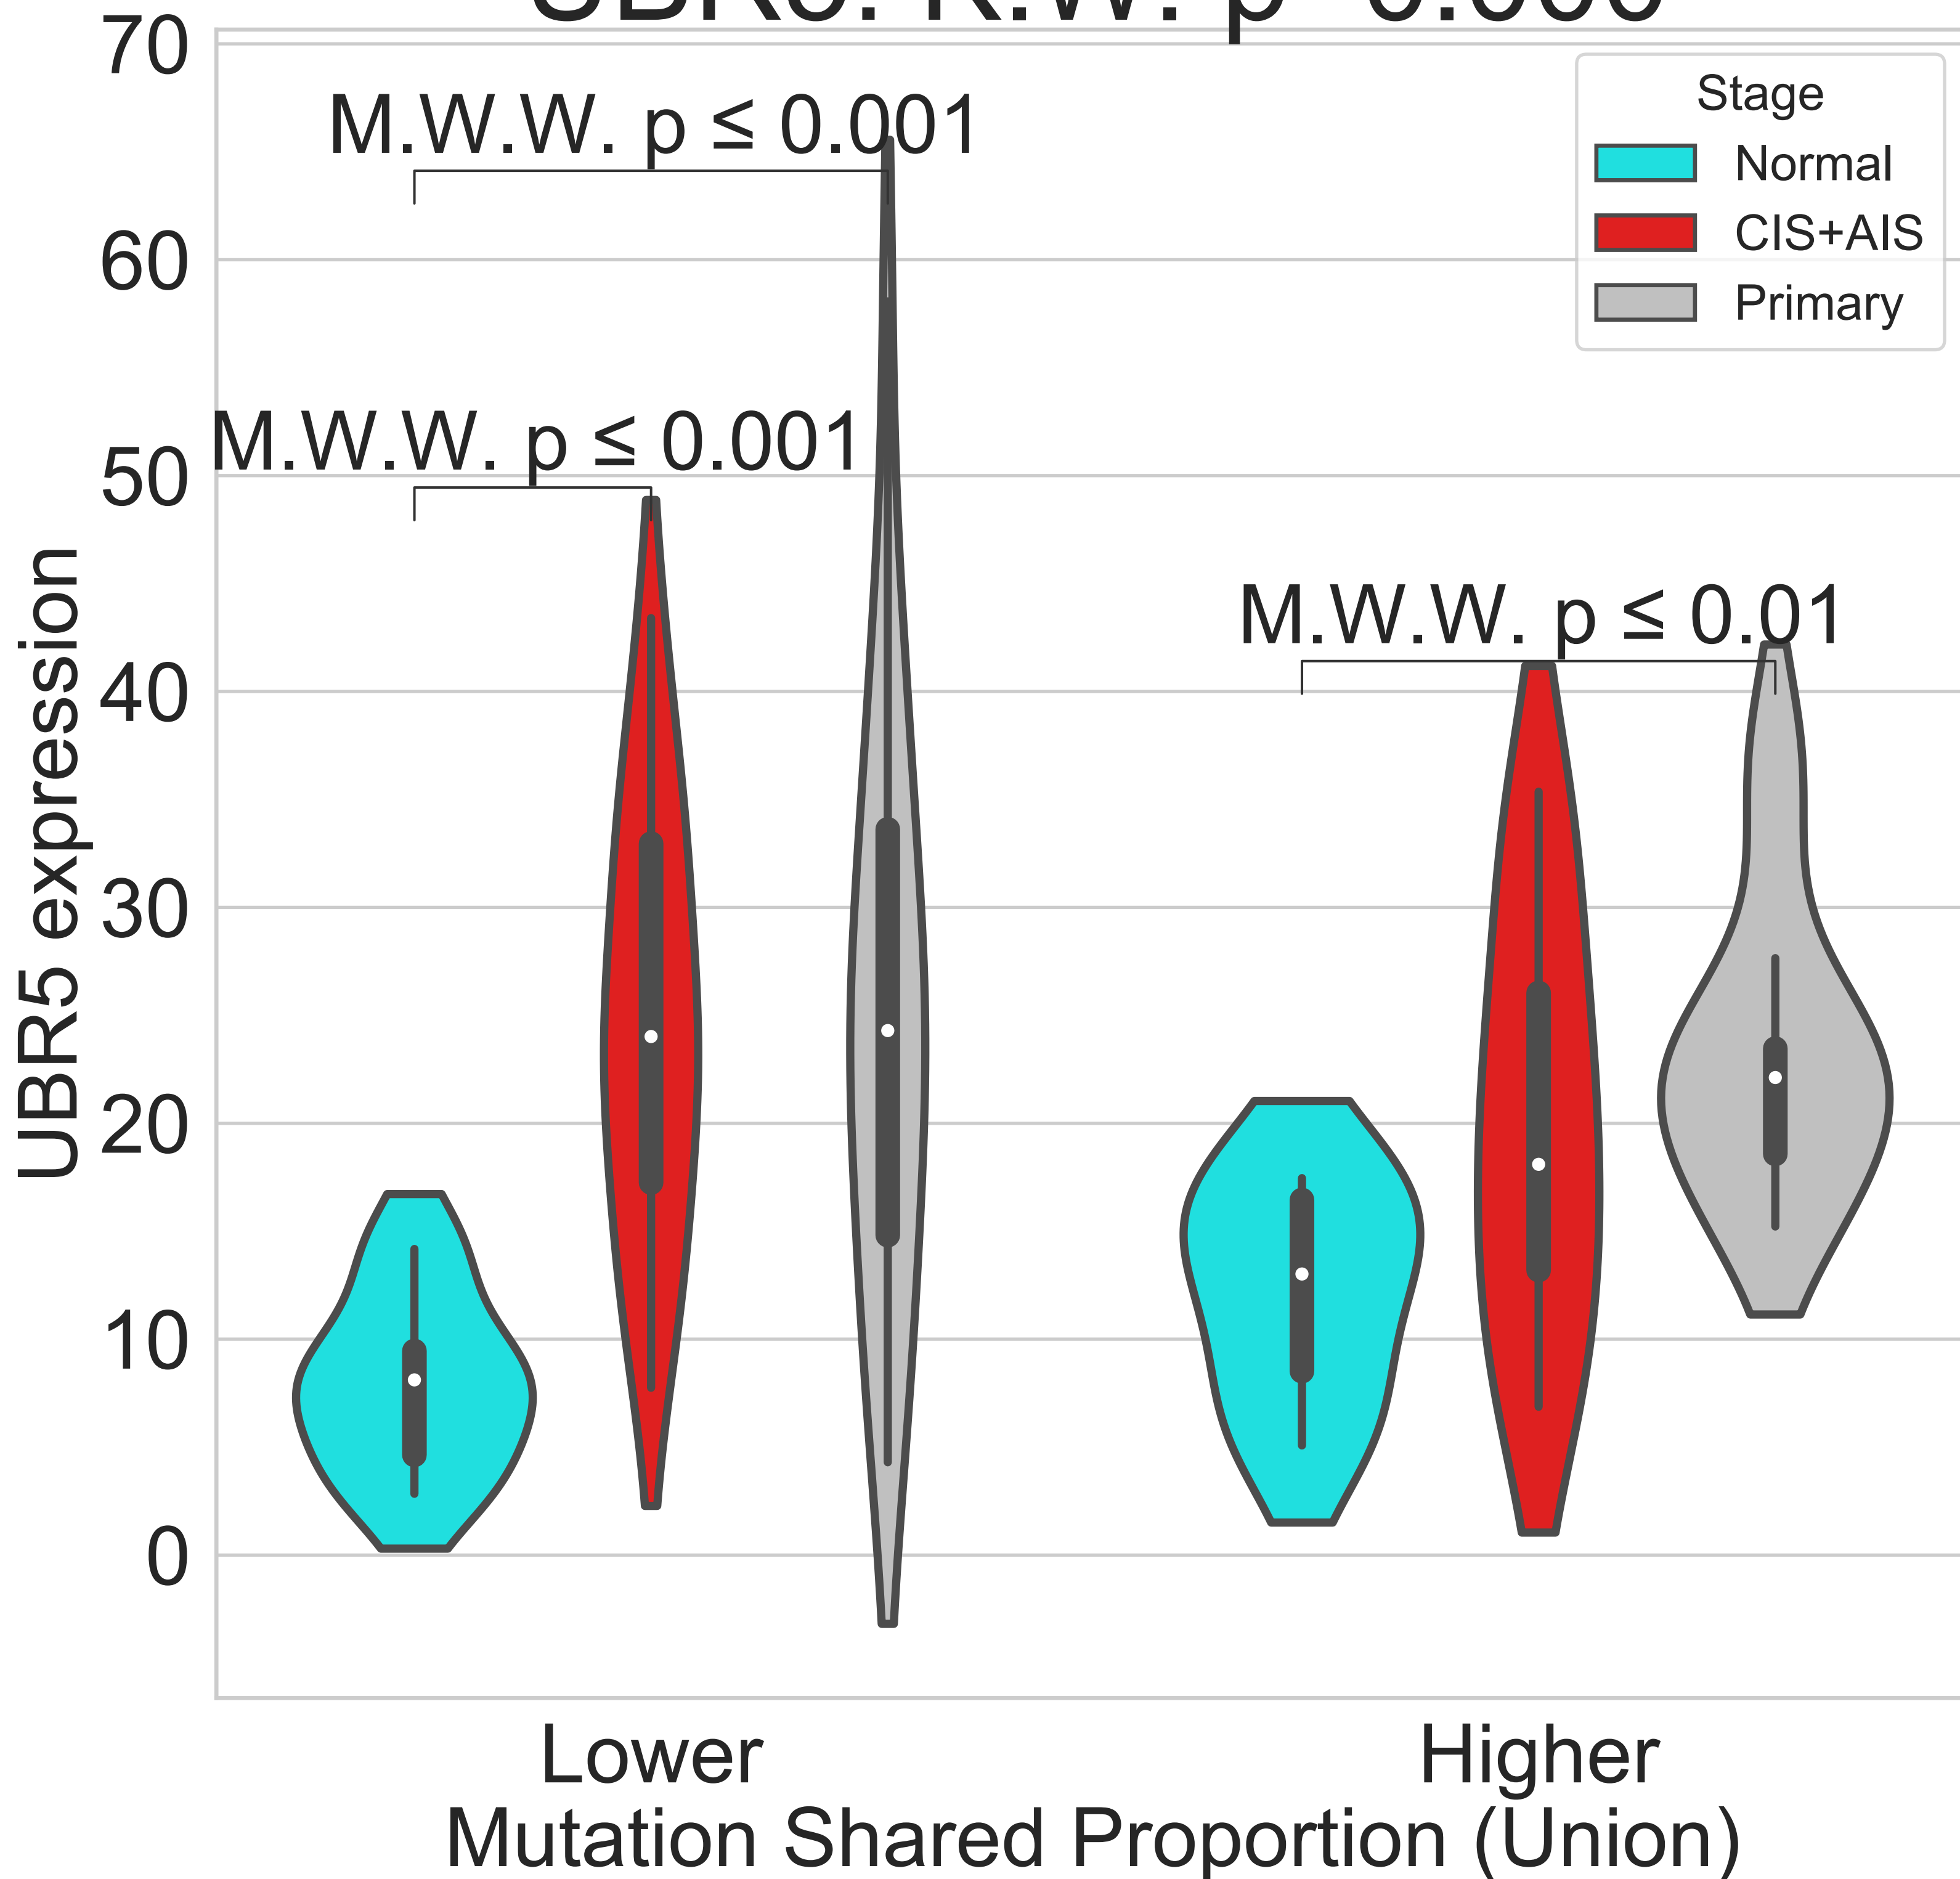 70
60
50
40
30
20
10
0
UBR5 expression
M.W.W. p ≤ 0.001
M.W.W. p ≤ 0.001
M.W.W. p ≤ 0.01
Stage
Normal
CIS+AIS
Primary
Lower
Higher
Mutation Shared Proportion (Union)